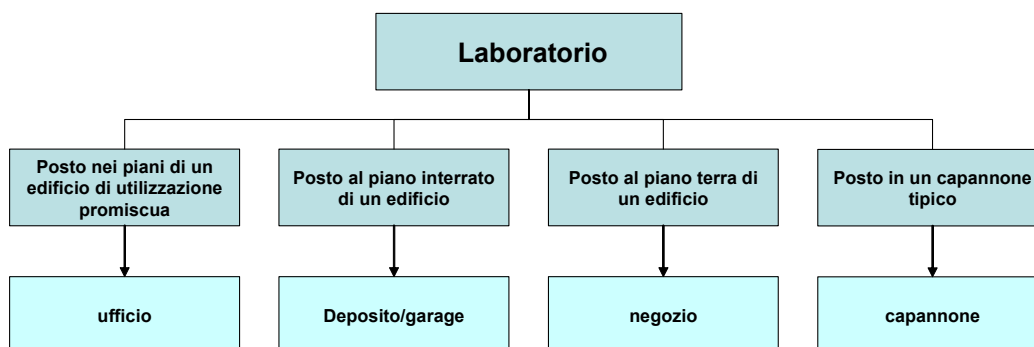 Laboratorio
Posto nei piani di un
edificio di utilizzazione
promiscua
Posto al piano interrato
di un edificio
Posto al piano terra di
un edificio
Posto in un capannone
tipico
ufficio
Deposito/garage
negozio
capannone